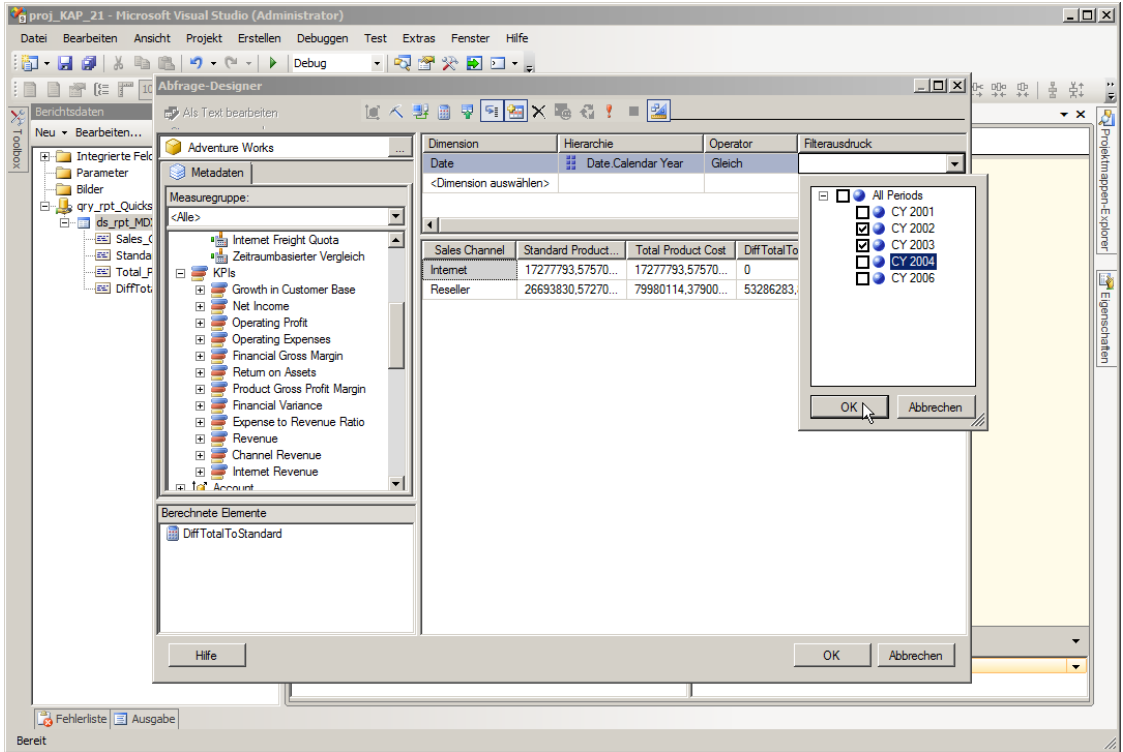 proj_KAP_21 - Microsoft Visual Studio (Administrator)
Datei Bearbeiten Ansicht Projekt Erstellen Debuggen Test Extras Fenster Hilfe
Debug
Abfrage-Designer
Berichtsdaten
Als Text bearbeiten
Neu Bearbeiten...
Toolbox
Integrierte Feld
Parameter
Bilder
qry_rpt_Quicks
ds_rpt_MD
Sales_
Standa
Total_P
DiffTot
Adventure Works
...
Metadaten
Measuregruppe:
<Alle>
Internet Freight Quota
Zeitraumbasierter Vergleich
KPIs
Growth in Customer Base
Net Income
Operating Profit
Operating Expenses
Financial Gross Margin
Return on Assets
Product Gross Profit Margin
Financial Variance
Expense to Revenue Ratio
Revenue
Channel Revenue
Internet Revenue
Account
Berechnete Elemente
DiffTotalToStandard
Dimension Hierarchie Operator Filterausdruck
Date Date.Calendar Year Gleich
<Dimension auswählen>
Sales Channel Standard Product... Total Product Cost DiffTotalTo
Internet 17277793,57570... 17277793,57570... 0
Reseller 26693830,57270... 79980114,37900... 53286283,
All Periods
CY 2001
CY 2002
CY 2003
CY 2004
CY 2006
OK Abbrechen
Projektmappen-Explorer
Eigenschaften
Hilfe OK Abbrechen
Fehlerliste Ausgabe
Bereit